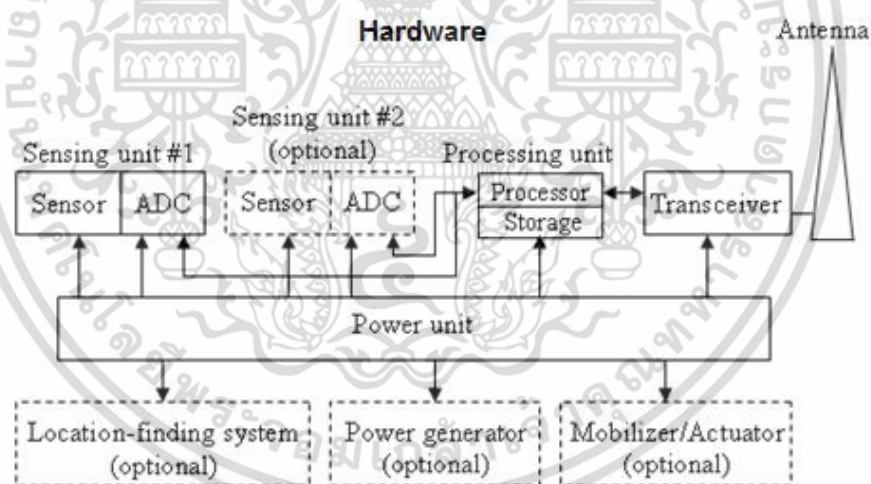 Hardware
Antenna
Sensing unit #2
(optional)
Sensing unit #1
Processing unit
Sensor
ADC
Sensor
ADC
Processor
Storage
Transceiver
Power unit
Location-finding system
(optional)
Power generator
(optional)
Mobilizer/Actuator
(optional)